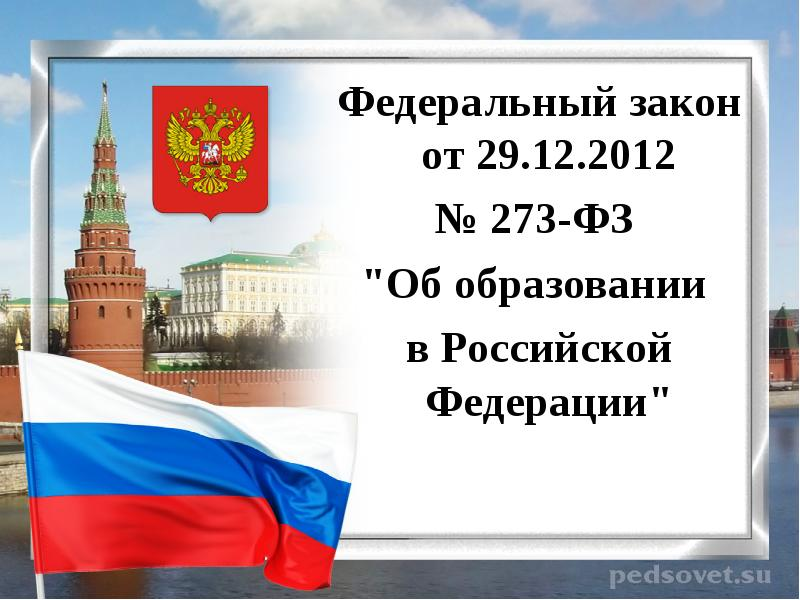 Федеральный закон
от 29.12.2012
№ 273-ФЗ
"Об образовании
в Российской
Федерации"
pedsovet.su